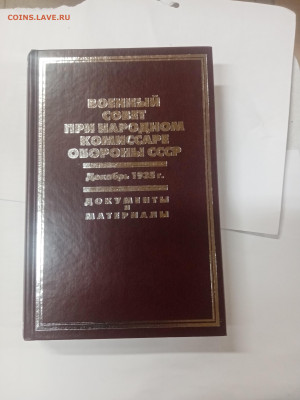 COINS.LAVE.RU
ВОЕННЫЙ
СОВЕТ
ПРИ НАРОДНОМ
КОМИССАРЕ
ОБОРОНЫ СССР
Декабрь 1935 г.
ДОКУМЕНТЫ
И
МАТЕРИАЛЫ